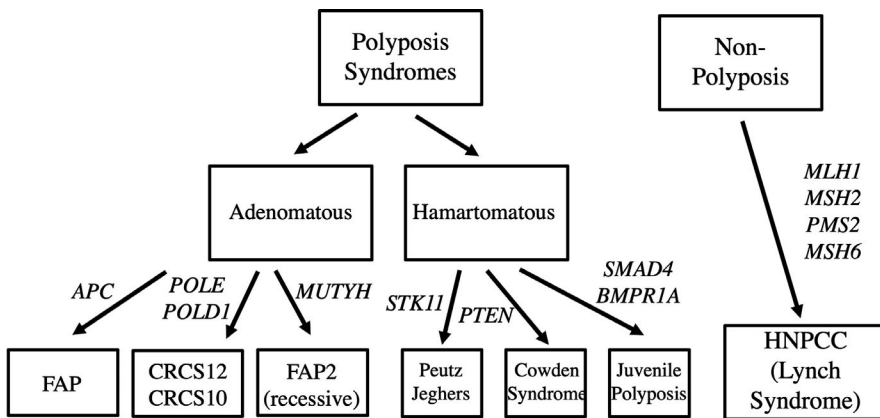 Polyposis
Syndromes
Non-
Polyposis
Adenomatous
Hamartomatous
MLH1
MSH2
PMS2
MSH6
APC
POLE
POLD1
MUTYH
STK11
PTEN
SMAD4
BMPR1A
FAP
CRCS12
CRCS10
FAP2
(recessive)
Peutz
Jeghers
Cowden
Syndrome
Juvenile
Polyposis
HNPCC
(Lynch
Syndrome)